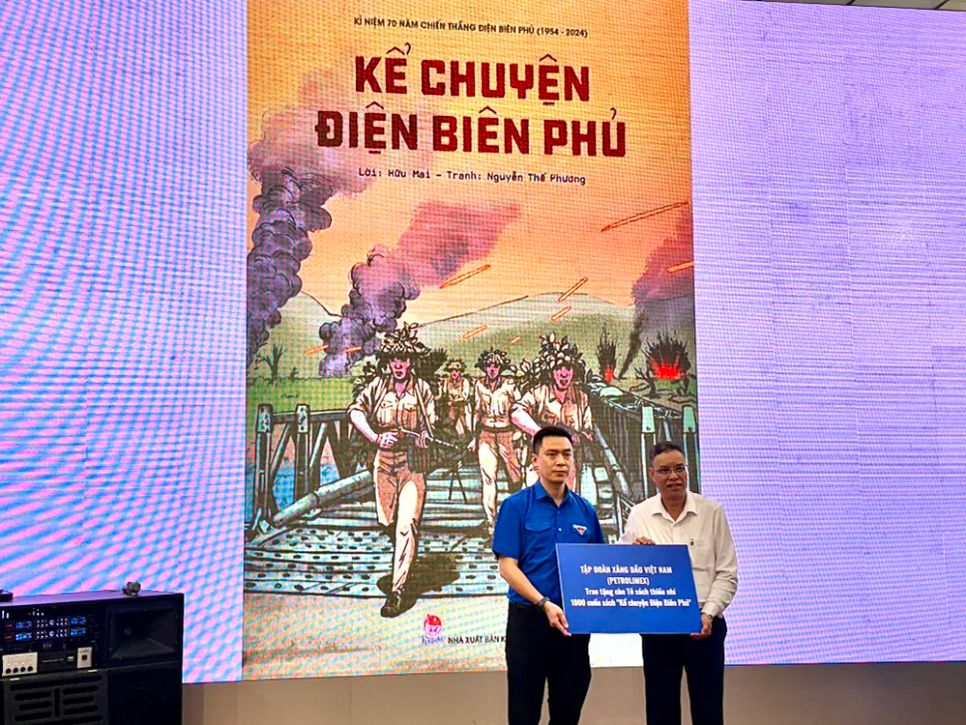 KỈ NIỆM 70 NĂM CHIẾN THẮNG ĐIỆN BIÊN PHỦ (1954 - 2024)
KỂ CHUYỆN
ĐIỆN BIÊN PHỦ
Lời: Hữu Mai - Tranh: Nguyễn Thế Phương
NHÀ XUẤT BẢN K
TẬP ĐOÀN XĂNG DẦU VIỆT NAM
(PETROLIMEX)
Trao tặng cho Tủ sách thiếu nhi
1000 cuốn sách "Kể chuyện Điện Biên Phủ"